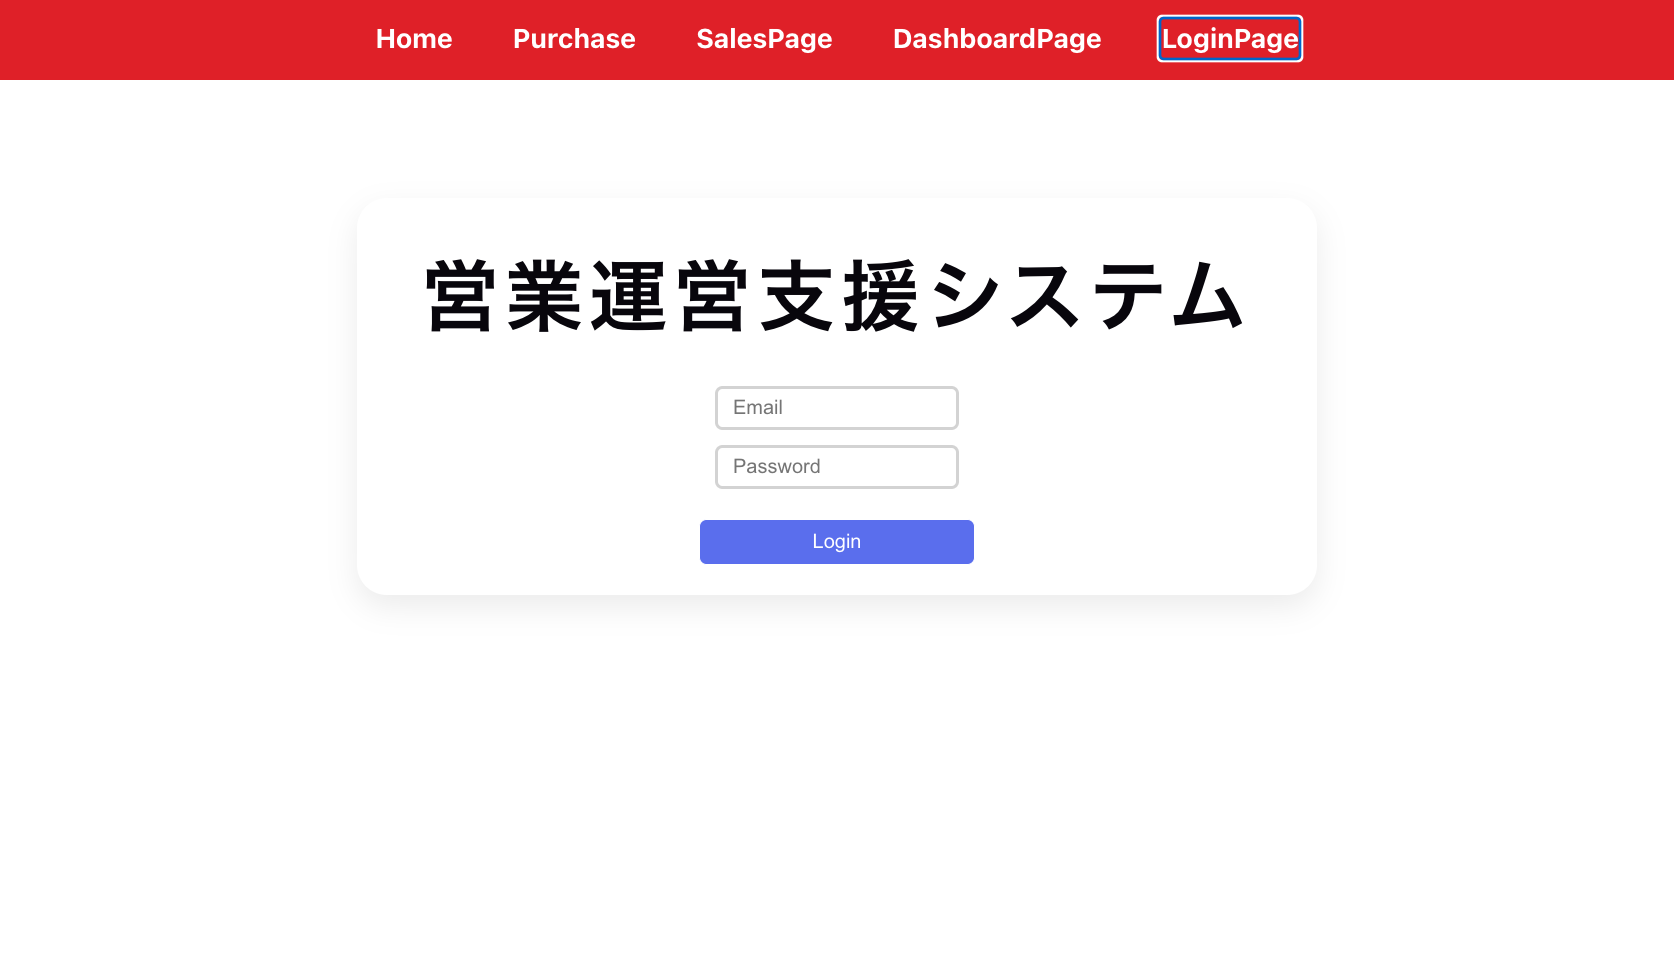 Home Purchase SalesPage DashboardPage LoginPage
営業運営支援システム
Email
Password
Login